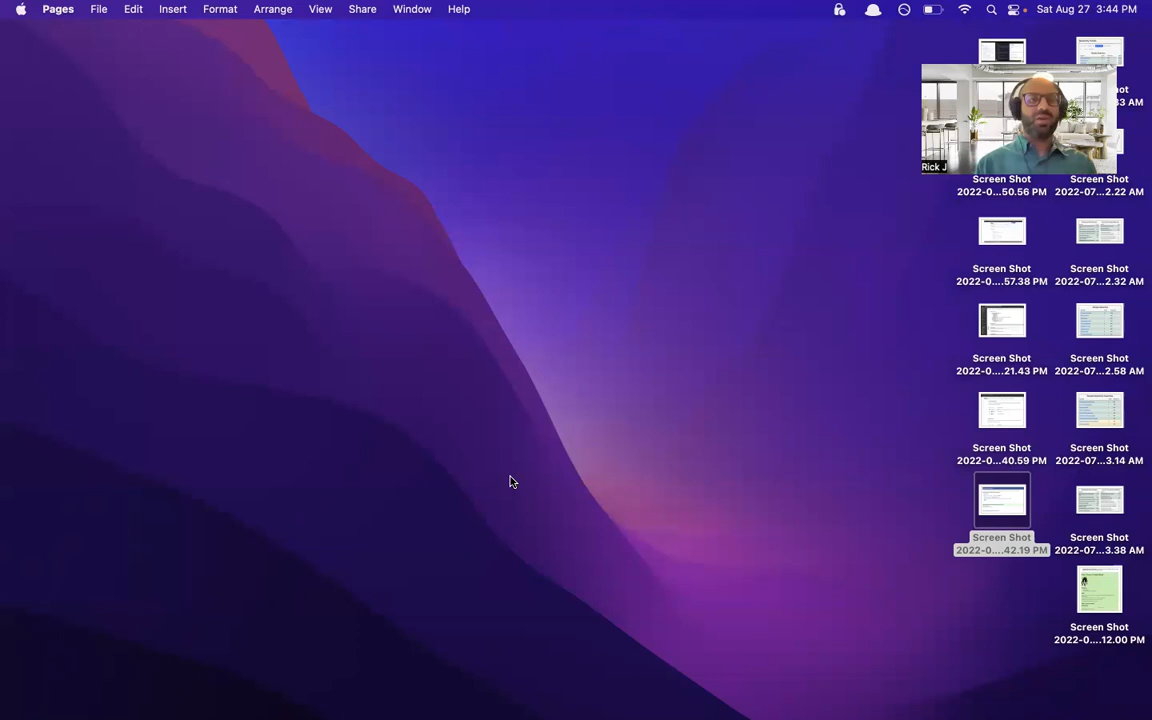 Pages File Edit Insert Format Arrange View Share Window Help Sat Aug 27 3:44 PM
Rick J
Screen Shot
2022-0...50.56 PM
Screen Shot
2022-07...2.22 AM
Screen Shot
2022-0....57.38 PM
Screen Shot
2022-07...2.32 AM
Screen Shot
2022-0....21.43 PM
Screen Shot
2022-07...2.58 AM
Screen Shot
2022-0...40.59 PM
Screen Shot
2022-07...3.14 AM
Screen Shot
2022-0....42.19 PM
Screen Shot
2022-07...3.38 AM
Screen Shot
2022-0....12.00 PM